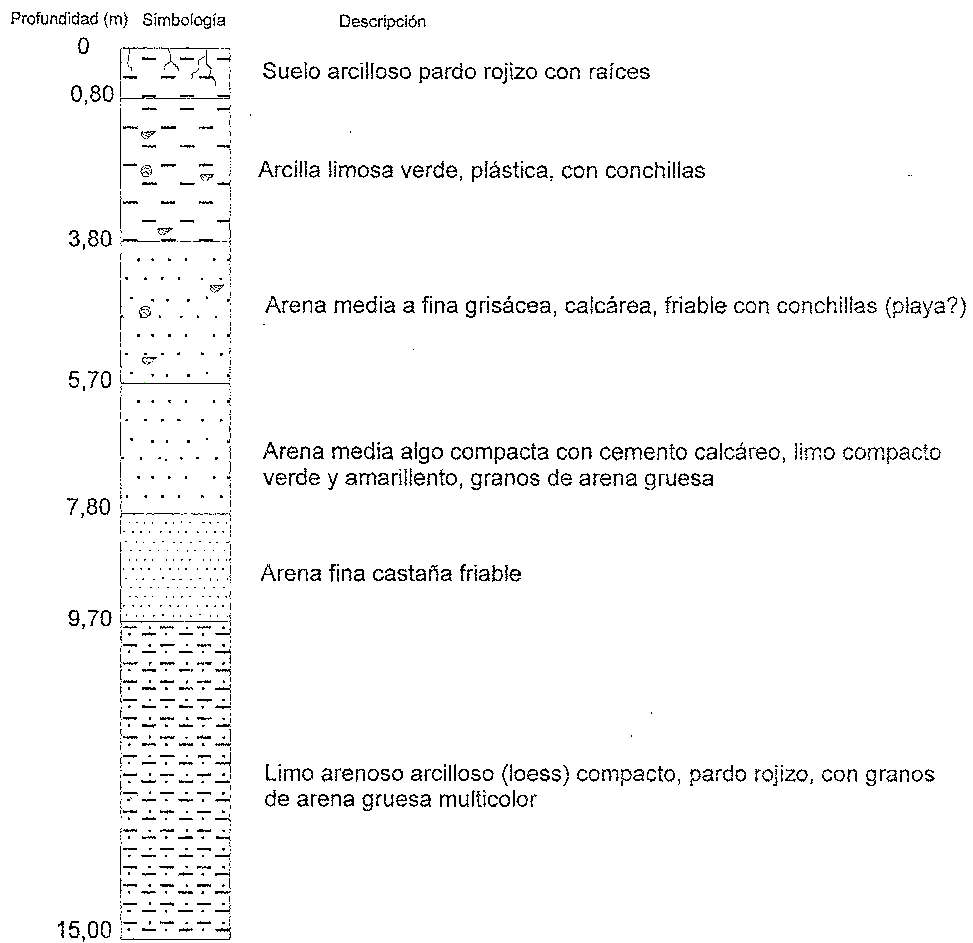 Profundidad (m) Simbología Descripción
0
Suelo arcilloso pardo rojizo con raíces
0,80
Arcilla limosa verde, plástica, con conchillas
3,80
Arena media a fina grisácea, calcárea, friable con conchillas (playa?)
5,70
Arena media algo compacta con cemento calcáreo, limo compacto
verde y amarillento, granos de arena gruesa
7,80
Arena fina castaña friable
9,70
Limo arenoso arcilloso (loess) compacto, pardo rojizo, con granos
de arena gruesa multicolor
15,00